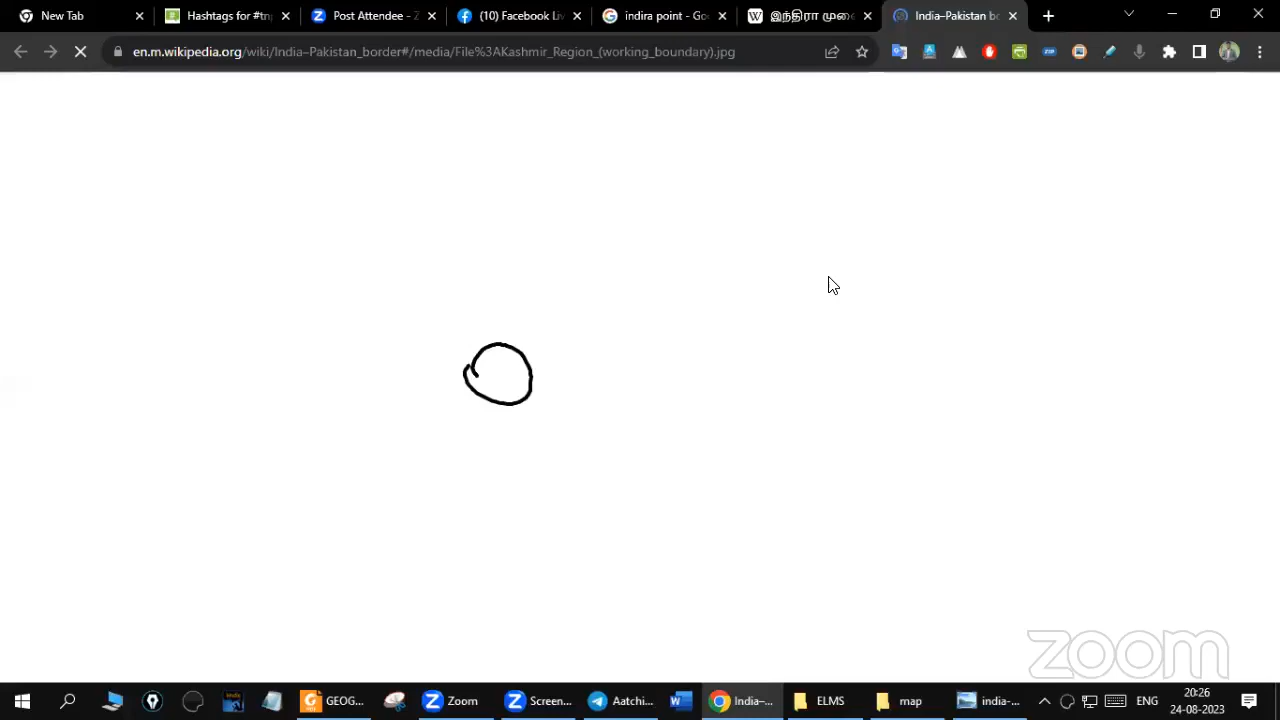 New Tab
Hashtags for #tn
Post Attendee - Z
(10) Facebook Liv
indira point - Go
இந்திரா முனை
India–Pakistan bo
en.m.wikipedia.org/wiki/India–Pakistan_border#/media/File%3AKashmir_Region_(working_boundary).jpg
zoom
GEOG...
Zoom
Screen...
Aatchi...
India–...
ELMS
map
india-...
ENG
20:26
24-08-2023